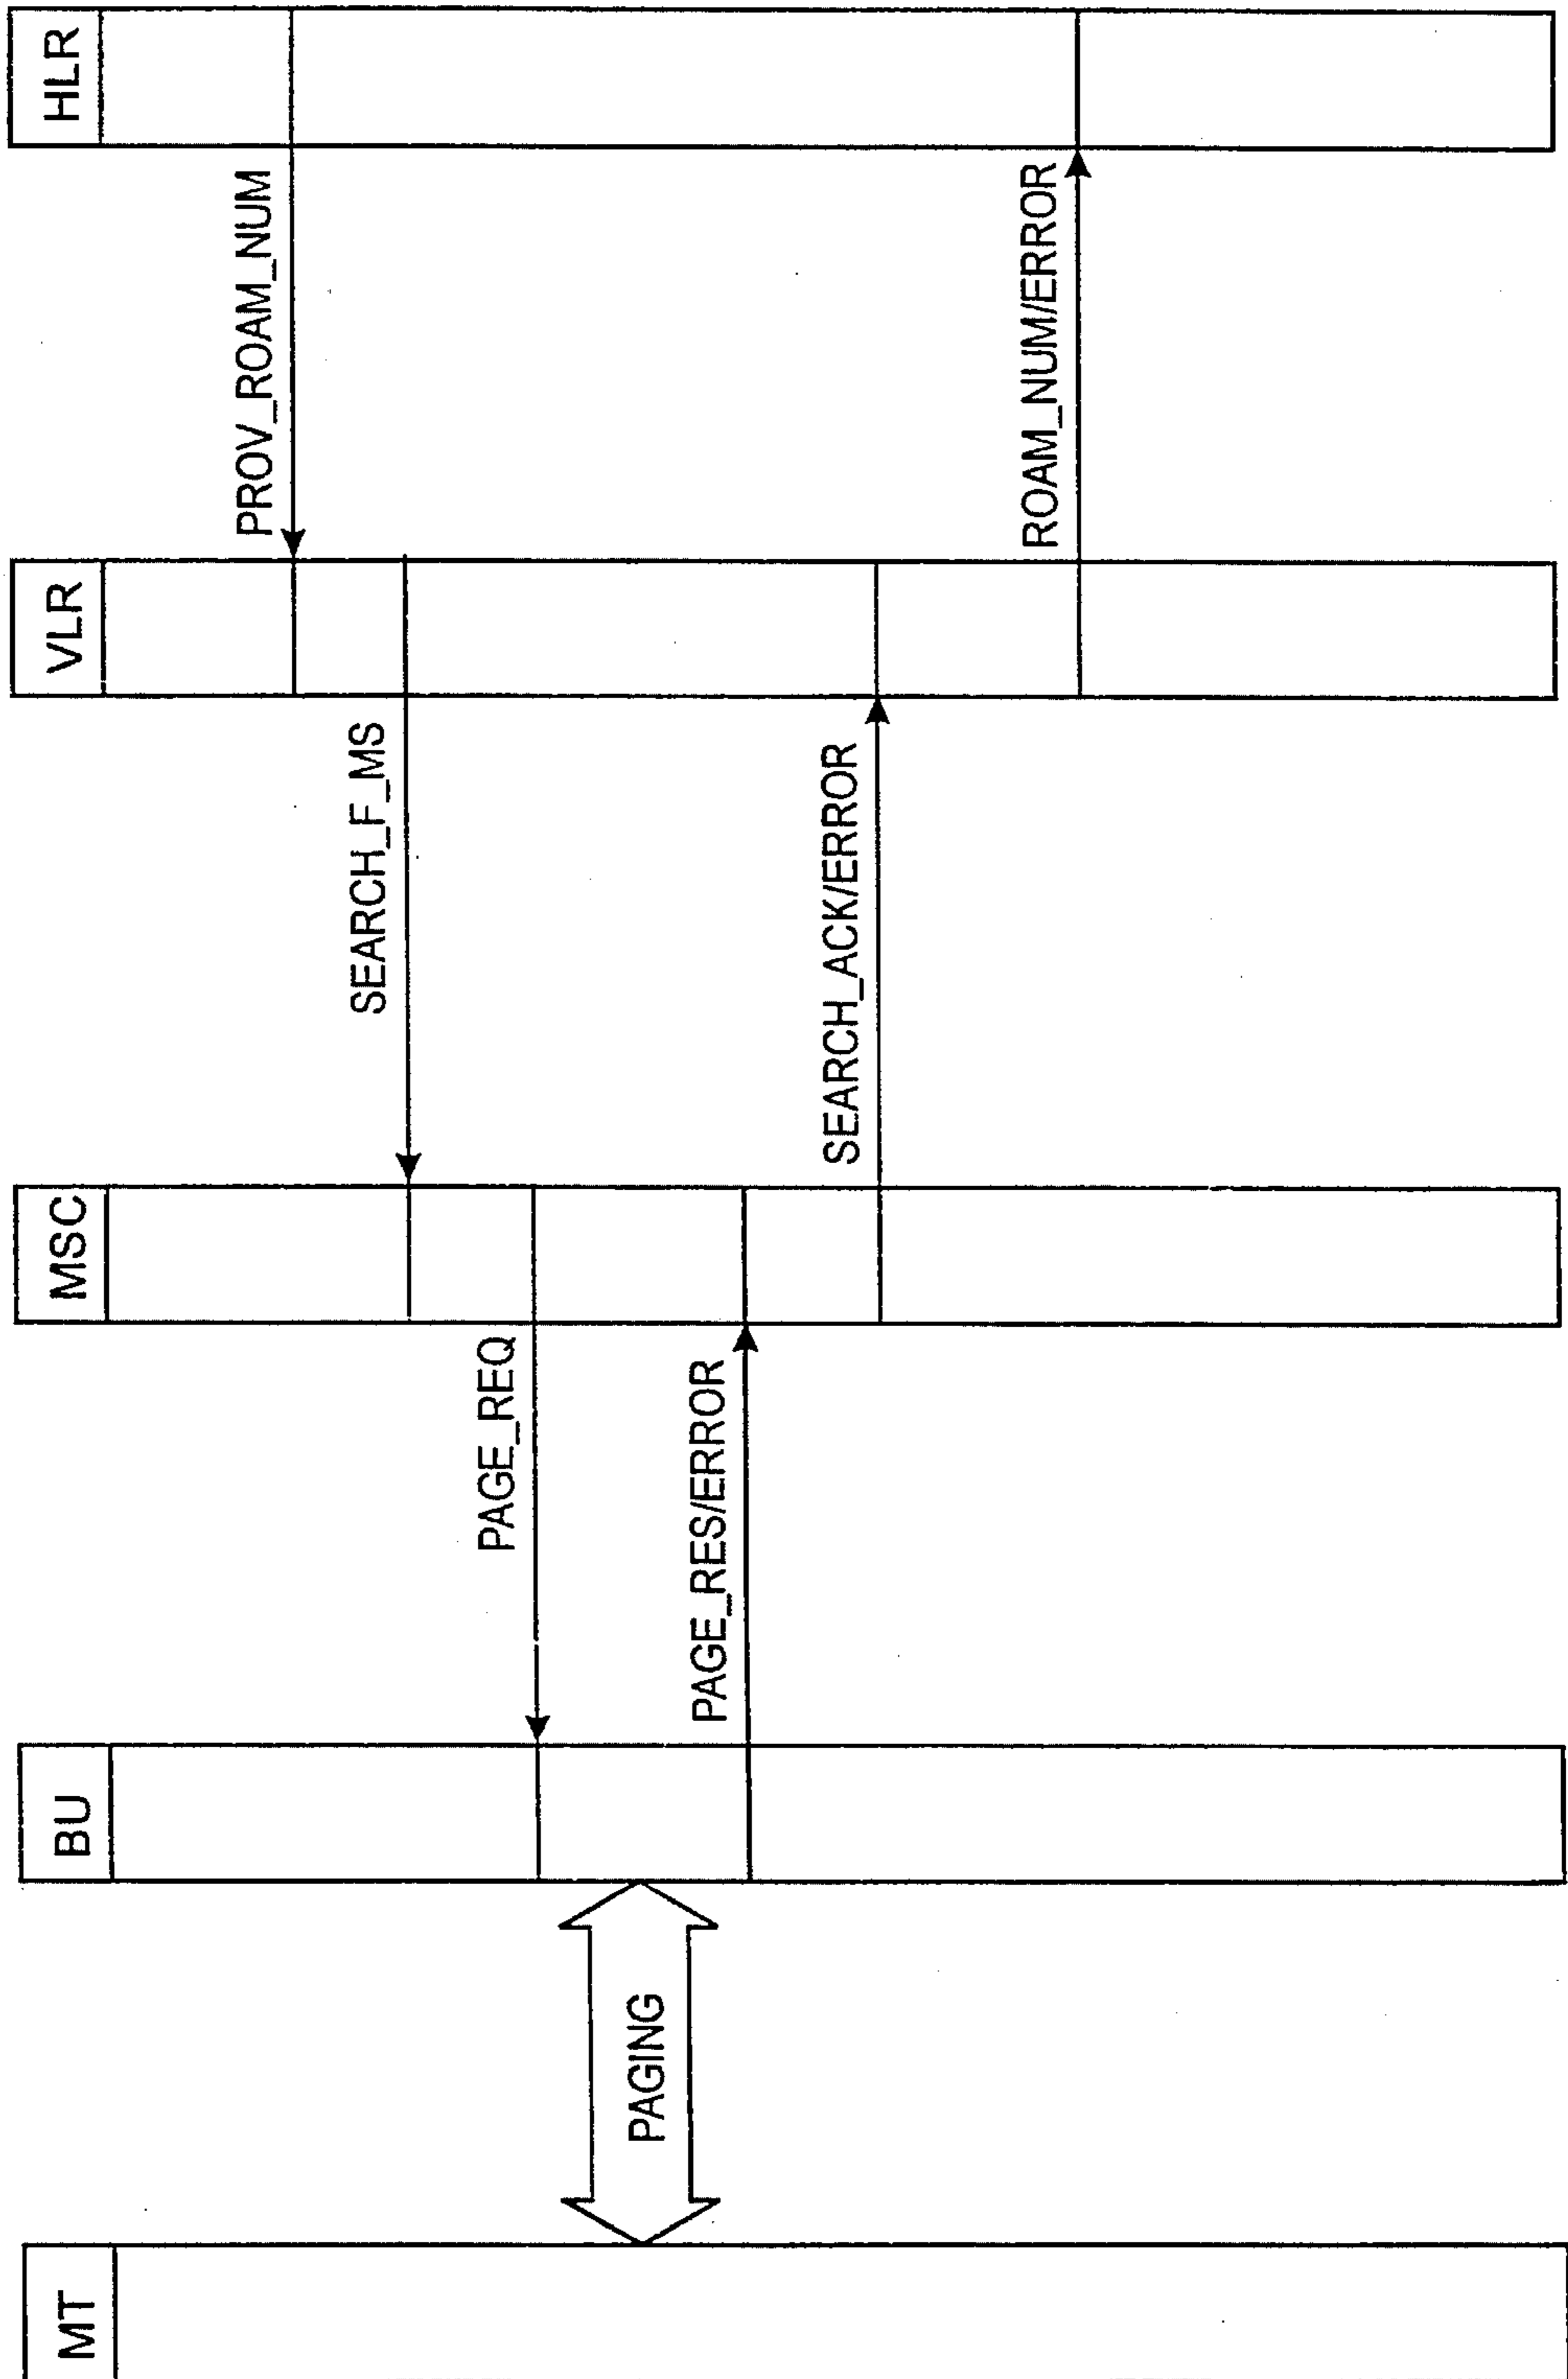 MT
BU
MSC
VLR
HLR
PROV_ROAM_NUM
SEARCH_F_MS
PAGE_REQ
PAGING
PAGE_RES/ERROR
SEARCH_ACK/ERROR
ROAM_NUM/ERROR